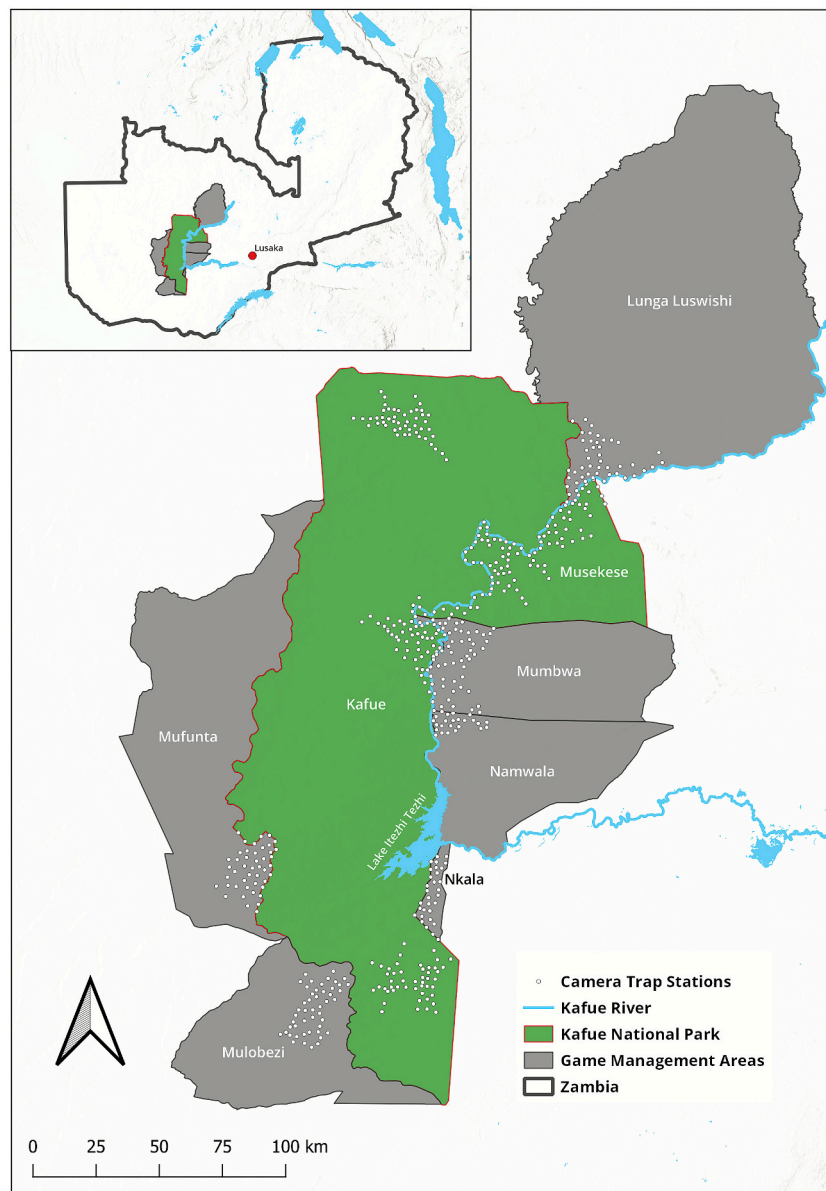 Lusaka
Lunga Luswishi
Musekese
Mumbwa
Kafue
Mufunta
Namwala
Lake Itezhi Tezhi
Nkala
Mulobezi
Camera Trap Stations
Kafue River
Kafue National Park
Game Management Areas
Zambia
0 25 50 75 100 km